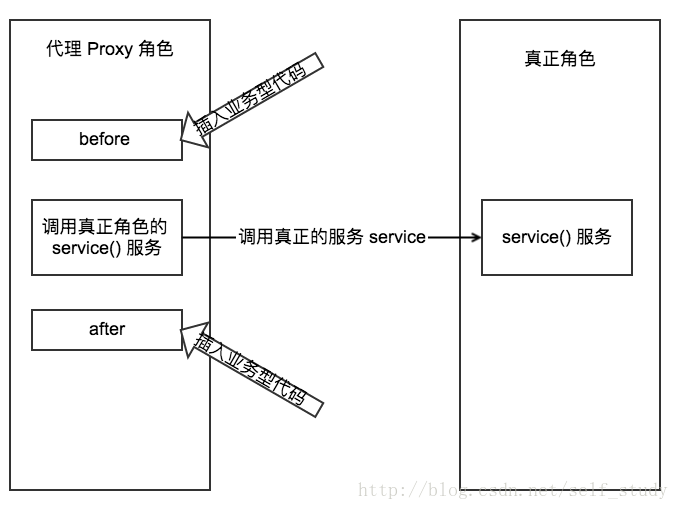 代理 Proxy 角色
真正角色
插入业务型代码
before
调用真正角色的
service() 服务
调用真正的服务 service
service() 服务
after
插入业务型代码
http://blog.csdn.net/self_study